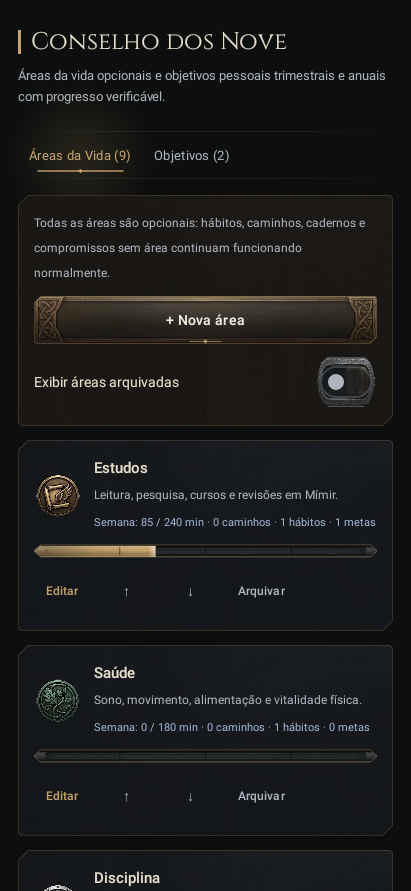 Conselho dos Nove
Áreas da vida opcionais e objetivos pessoais trimestrais e anuais
com progresso verificável.
Áreas da Vida (9) Objetivos (2)
Todas as áreas são opcionais: hábitos, caminhos, cadernos e
compromissos sem área continuam funcionando
normalmente.
+ Nova área
Exibir áreas arquivadas
Estudos
Leitura, pesquisa, cursos e revisões em Mímir.
Semana: 85 / 240 min · 0 caminhos · 1 hábitos · 1 metas
Editar ↑ ↓ Arquivar
Saúde
Sono, movimento, alimentação e vitalidade física.
Semana: 0 / 180 min · 0 caminhos · 1 hábitos · 0 metas
Editar ↑ ↓ Arquivar
Disciplina